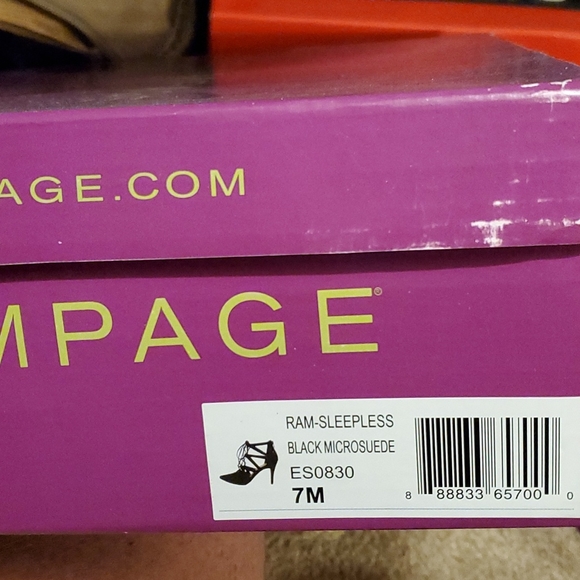 AGE.COM
MPAGE®
RAM-SLEEPLESS
BLACK MICROSUEDE
ES0830
7M
8 88833 65700 0